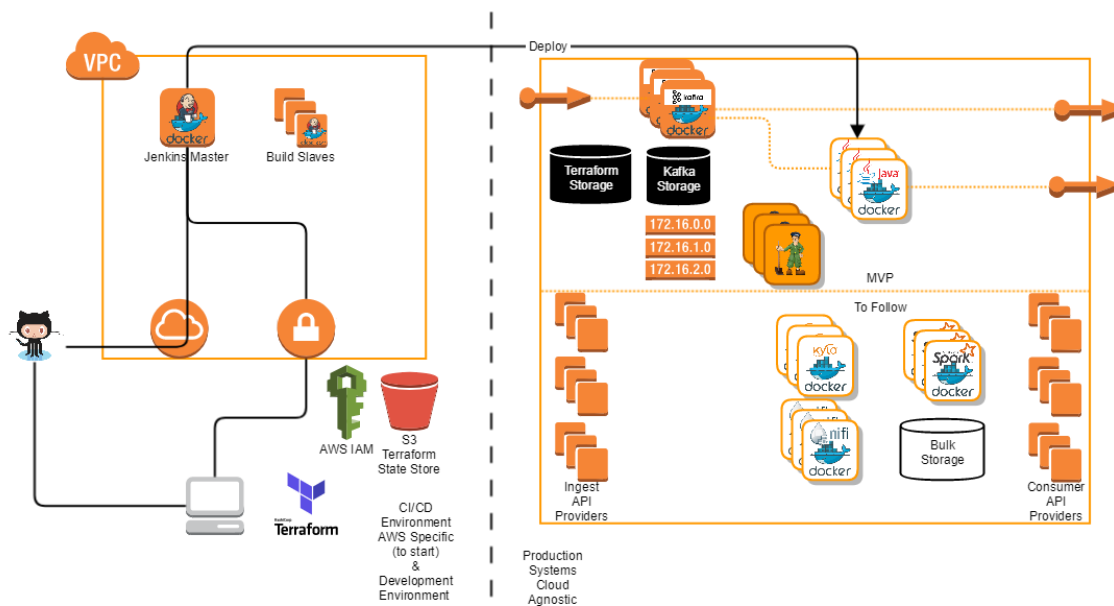 VPC
docker
Jenkins Master
Build Slaves
AWS IAM
S3
Terraform
State Store
HashiCorp
Terraform
CI/CD
Environment
AWS Specific
(to start)
&
Development
Environment
Deploy
kafka
docker
Terraform
Storage
Kafka
Storage
172.16.0.0
172.16.1.0
172.16.2.0
Java
docker
MVP
To Follow
Kylo
docker
Spark
docker
nifi
docker
Bulk
Storage
Ingest
API
Providers
Consumer
API
Providers
Production
Systems
Cloud
Agnostic